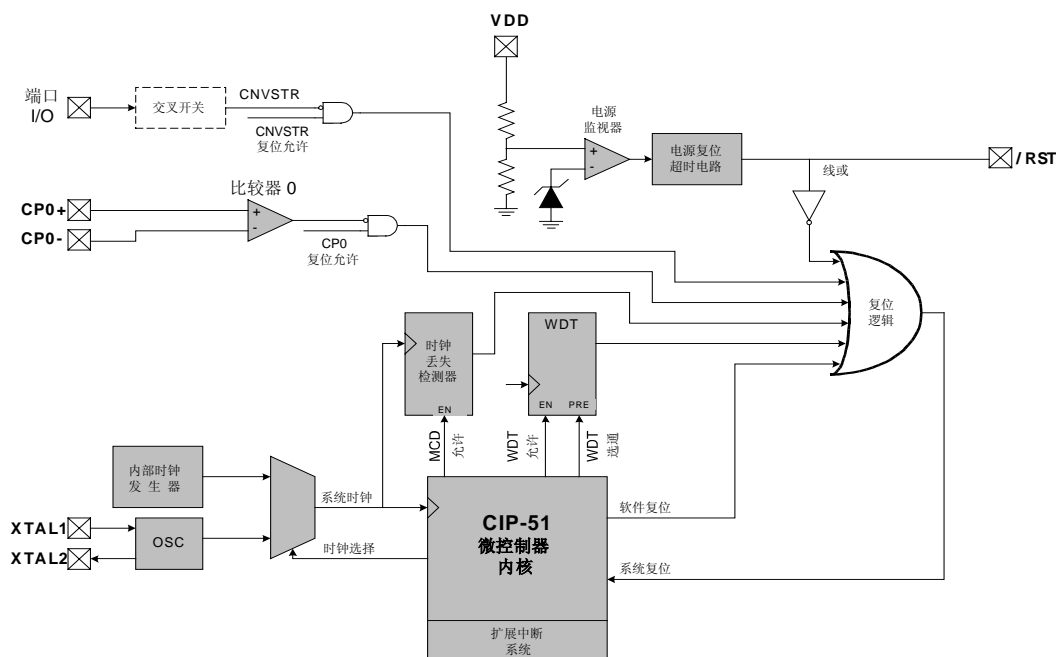 VDD
端口
I/O
交叉开关
CNVSTR
CNVSTR
复位允许
电源
监视器
+
-
电源复位
超时电路
线或
/RST
比较器 0
CP0+
CP0-
+
-
CP0
复位允许
复位
逻辑
时钟
丢失
检测器
EN
WDT
EN
PRE
MCD
允许
WDT
允许
WDT
选通
内部时钟
发生器
系统时钟
XTAL1
XTAL2
OSC
时钟选择
CIP-51
微控制器
内核
软件复位
系统复位
扩展中断
系统